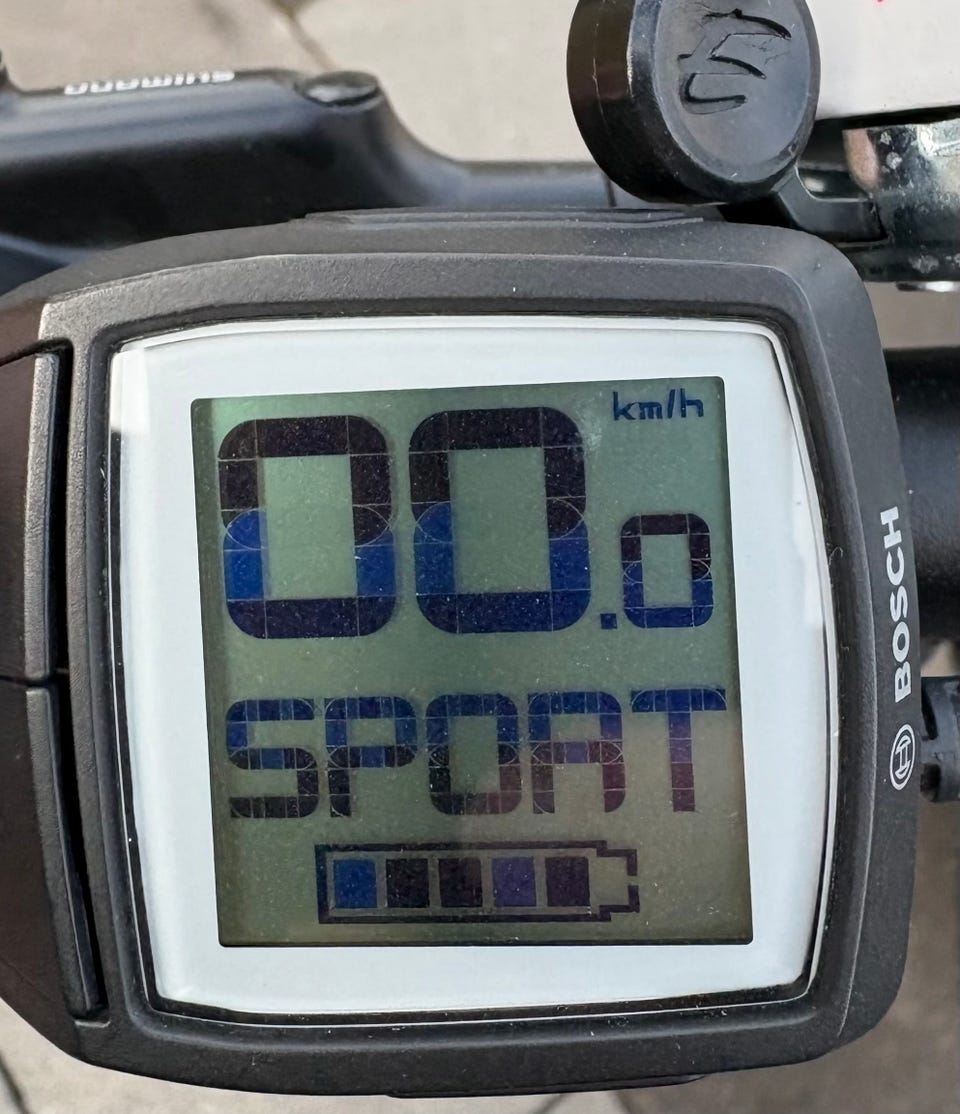 SHIMANO
km/h
00.0
SPORT
BOSCH